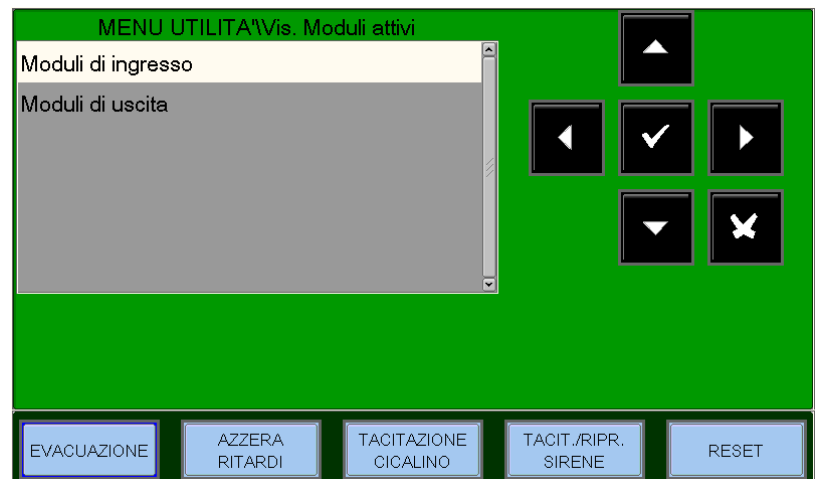 MENU UTILITA'\Vis. Moduli attivi
Moduli di ingresso
Moduli di uscita
EVACUAZIONE
AZZERA
RITARDI
TACITAZIONE
CICALINO
TACIT./RIPR.
SIRENE
RESET